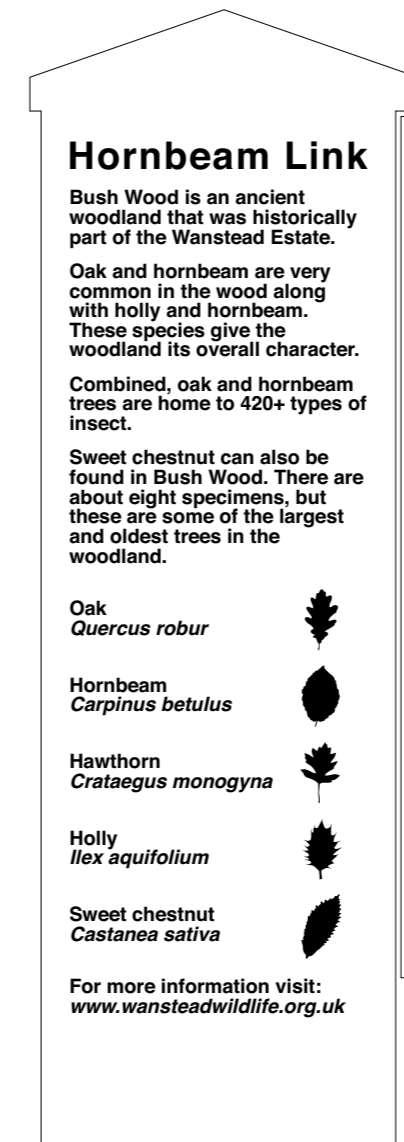 Hornbeam Link
Bush Wood is an ancient
woodland that was historically
part of the Wanstead Estate.
Oak and hornbeam are very
common in the wood along
with holly and hornbeam.
These species give the
woodland its overall character.
Combined, oak and hornbeam
trees are home to 420+ types of
insect.
Sweet chestnut can also be
found in Bush Wood. There are
about eight specimens, but
these are some of the largest
and oldest trees in the
woodland.
Oak
Quercus robur
Hornbeam
Carpinus betulus
Hawthorn
Crataegus monogyna
Holly
Ilex aquifolium
Sweet chestnut
Castanea sativa
For more information visit:
www.wansteadwildlife.org.uk